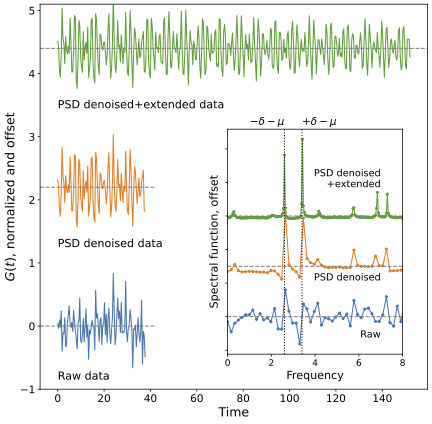 5
4
3
2
1
0
−1
G(t), normalized and offset
PSD denoised+extended data
PSD denoised data
Raw data
0
20
40
60
80
100
120
140
Time
−δ − μ
+δ − μ
Spectral function, offset
PSD denoised
+extended
PSD denoised
Raw
0
2
4
6
8
Frequency